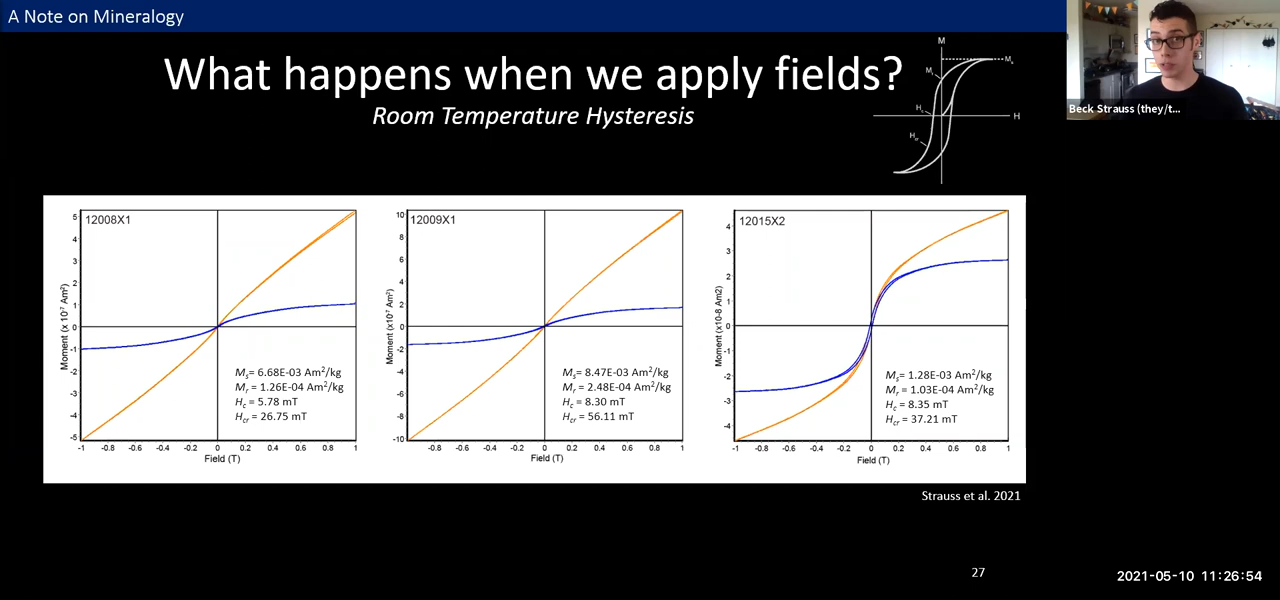 A Note on Mineralogy
What happens when we apply fields?
Room Temperature Hysteresis
M
Ms
Mr
Hc
H
Hcr
Beck Strauss (they/t...
12008X1
5
4
3
2
1
0
-1
-2
-3
-4
-5
Moment (x 10⁻⁷ Am²)
-1 -0.8 -0.6 -0.4 -0.2 0 0.2 0.4 0.6 0.8 1
Field (T)
Ms= 6.68E-03 Am²/kg
Mr = 1.26E-04 Am²/kg
Hc = 5.78 mT
Hcr = 26.75 mT
12009X1
10
8
6
4
2
0
-2
-4
-6
-8
-10
Moment (x10⁻⁷ Am²)
-0.8 -0.6 -0.4 -0.2 0 0.2 0.4 0.6 0.8 1
Field (T)
Ms= 8.47E-03 Am²/kg
Mr = 2.48E-04 Am²/kg
Hc = 8.30 mT
Hcr = 56.11 mT
12015X2
4
3
2
1
0
-1
-2
-3
-4
Moment (x10-8 Am2)
-1 -0.8 -0.6 -0.4 -0.2 0 0.2 0.4 0.6 0.8 1
Field (T)
Ms= 1.28E-03 Am²/kg
Mr = 1.03E-04 Am²/kg
Hc = 8.35 mT
Hcr = 37.21 mT
Strauss et al. 2021
27
2021-05-10 11:26:54